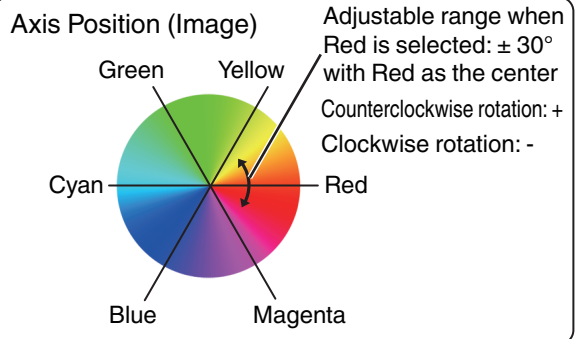 Axis Position (Image)
Adjustable range when
Red is selected: ± 30°
with Red as the center
Counterclockwise rotation: +
Clockwise rotation: -
Green
Yellow
Cyan
Red
Blue
Magenta